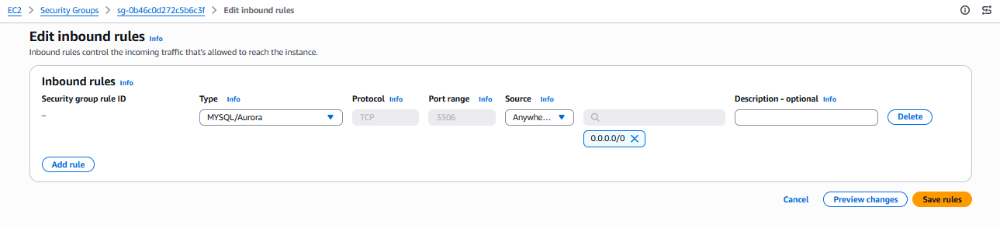 EC2 > Security Groups > sg-0b46c0d272c5b6c3f > Edit inbound rules
Edit inbound rules Info
Inbound rules control the incoming traffic that's allowed to reach the instance.
Inbound rules Info
Security group rule ID Type Info Protocol Info Port range Info Source Info Description - optional Info
– MYSQL/Aurora TCP 3306 Anywhe... Delete
0.0.0.0/0
Add rule
Cancel Preview changes Save rules